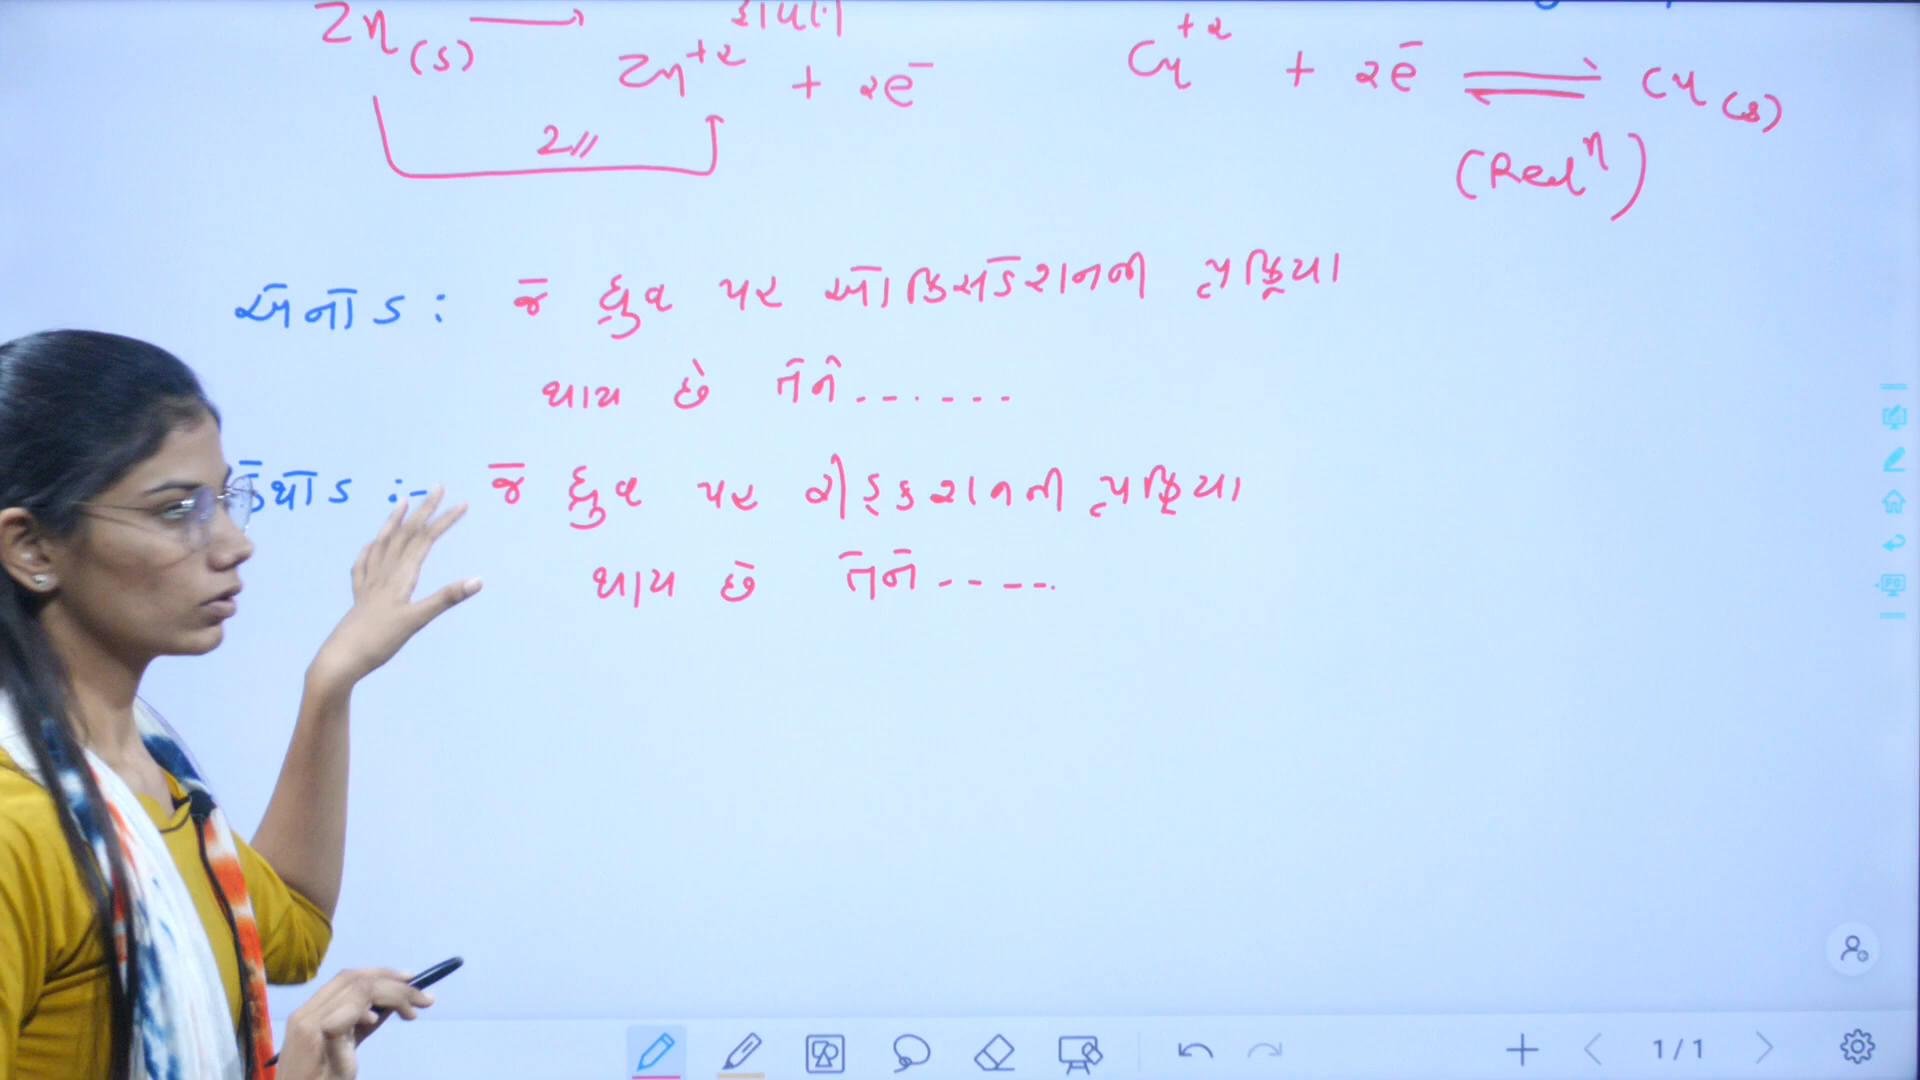 Zn(s) ⟶ Zn⁺² + 2e⁻
2//
Cu⁺² + 2e⁻ ⇌ Cu(s)
(Redⁿ)
એનોડ : જે ધ્રુવ પર ઓક્સિડેશનની પ્રક્રિયા
થાય છે તેને.......
કેથોડ :- જે ધ્રુવ પર રીડક્શનની પ્રક્રિયા
થાય છે તેને-----.
1/1